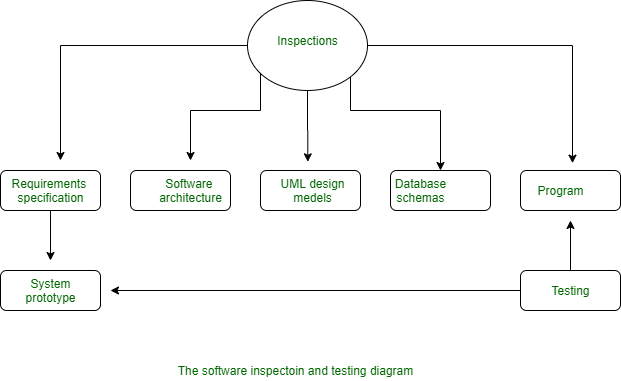 Inspections
Requirements
specification
Software
architecture
UML design
medels
Database
schemas
Program
System
prototype
Testing
The software inspectoin and testing diagram